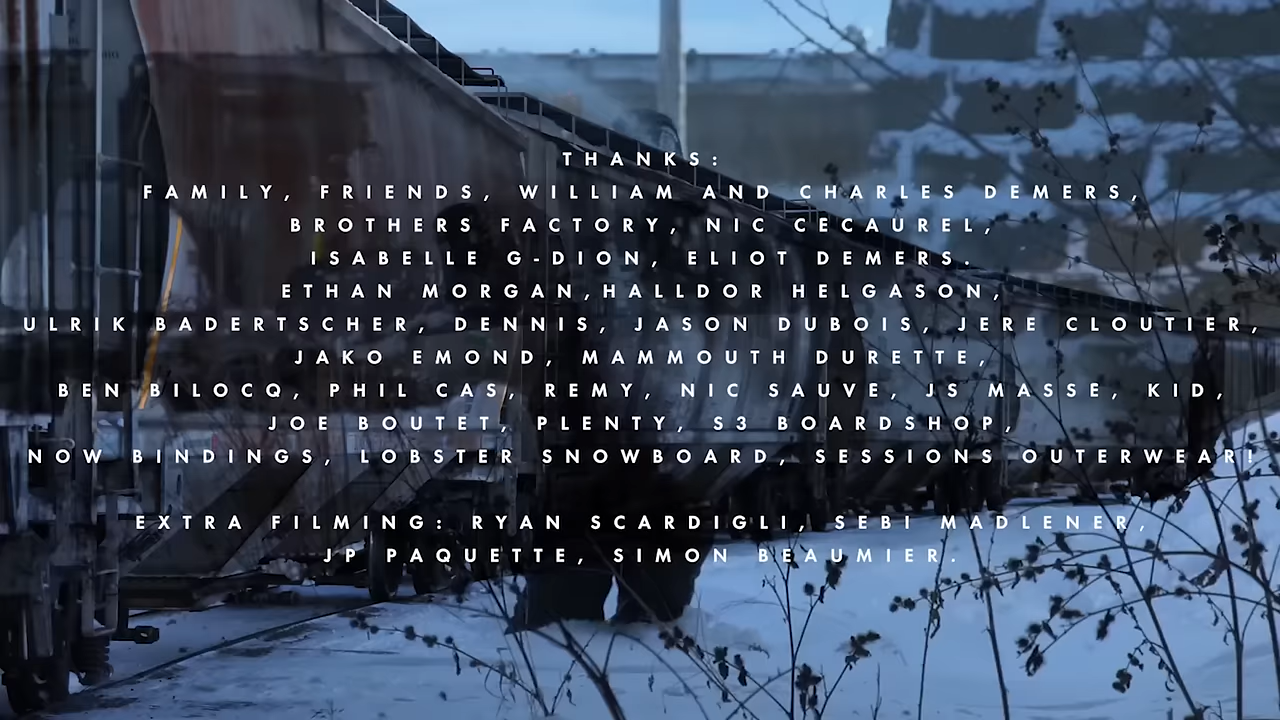 THANKS:
FAMILY, FRIENDS, WILLIAM AND CHARLES DEMERS,
BROTHERS FACTORY, NIC CECAUREL,
ISABELLE G-DION, ELIOT DEMERS.
ETHAN MORGAN,HALLDOR HELGASON,
ULRIK BADERTSCHER, DENNIS, JASON DUBOIS, JERE CLOUTIER,
JAKO EMOND, MAMMOUTH DURETTE,
BEN BILOCQ, PHIL CAS, REMY, NIC SAUVE, JS MASSE, KID,
JOE BOUTET, PLENTY, S3 BOARDSHOP,
NOW BINDINGS, LOBSTER SNOWBOARD, SESSIONS OUTERWEAR!
EXTRA FILMING: RYAN SCARDIGLI, SEBI MADLENER,
JP PAQUETTE, SIMON BEAUMIER.